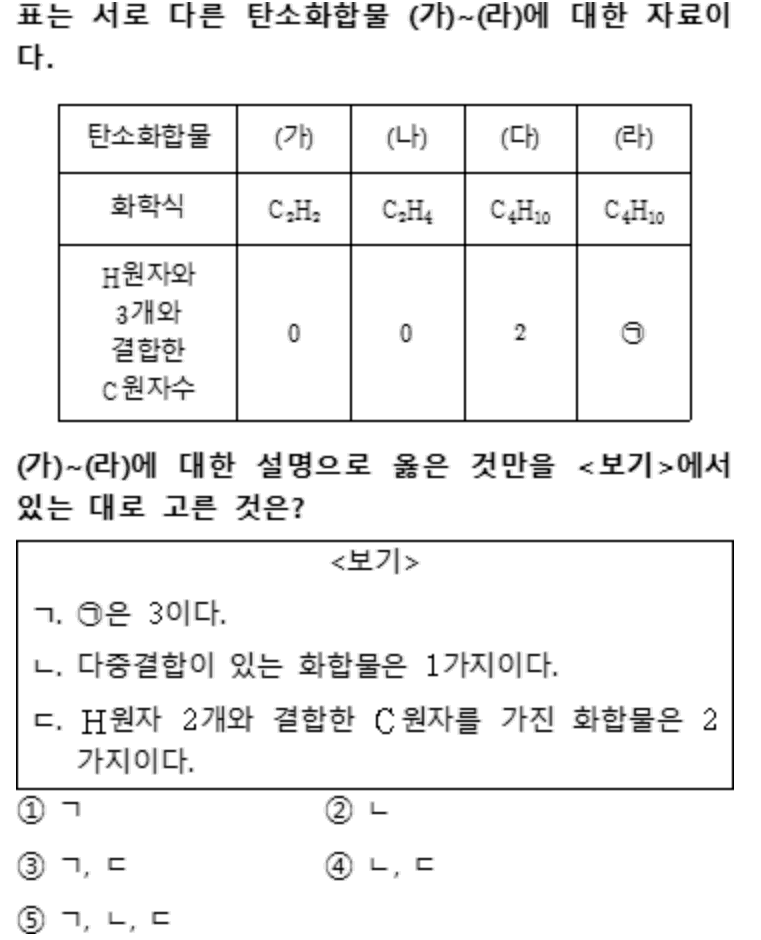 표는 서로 다른 탄소화합물 (가)~(라)에 대한 자료이
다.
탄소화합물 (가) (나) (다) (라)
화학식 C₂H₂ C₂H₄ C₄H₁₀ C₄H₁₀
H원자와
3개와
결합한
C원자수
0 0 2 ㉠
(가)~(라)에 대한 설명으로 옳은 것만을 <보기>에서
있는 대로 고른 것은?
<보기>
ㄱ. ㉠은 3이다.
ㄴ. 다중결합이 있는 화합물은 1가지이다.
ㄷ. H원자 2개와 결합한 C원자를 가진 화합물은 2
가지이다.
① ㄱ ② ㄴ
③ ㄱ, ㄷ ④ ㄴ, ㄷ
⑤ ㄱ, ㄴ, ㄷ